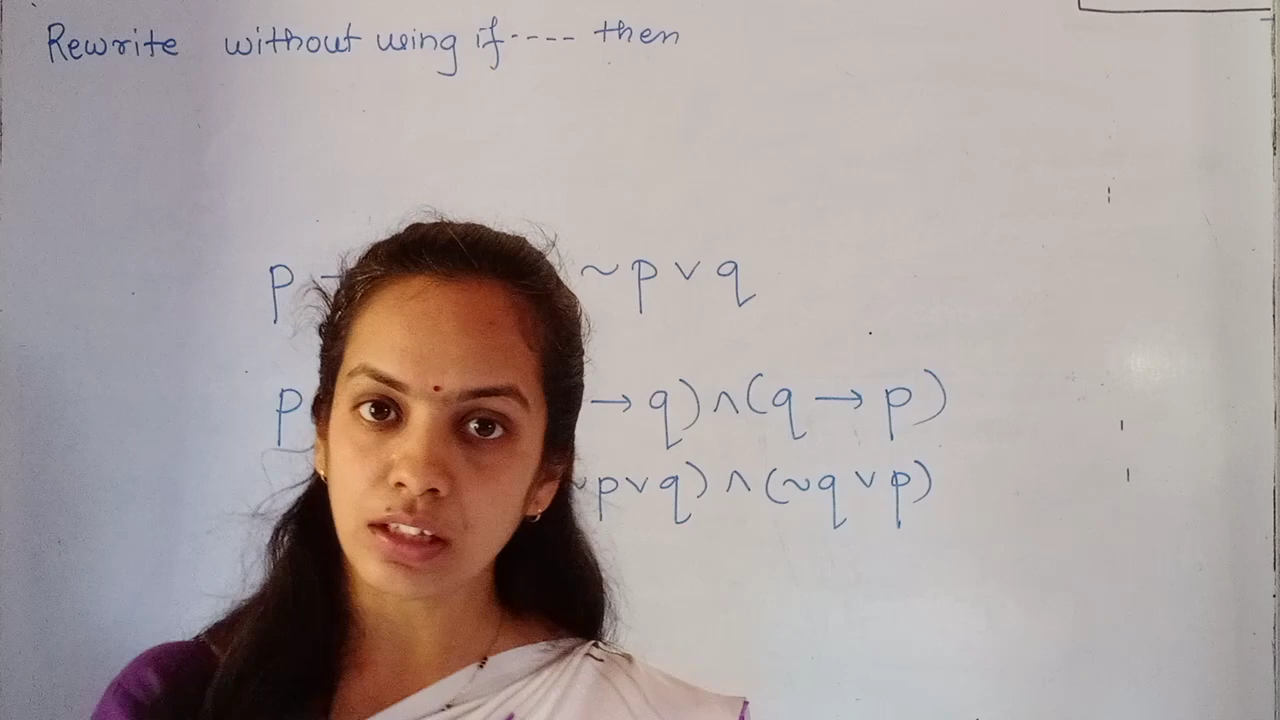 Rewrite without using if---- then
p ~ p ∨ q
p → q) ∧ (q → p)
p ∨ q) ∧ (~q ∨ p)